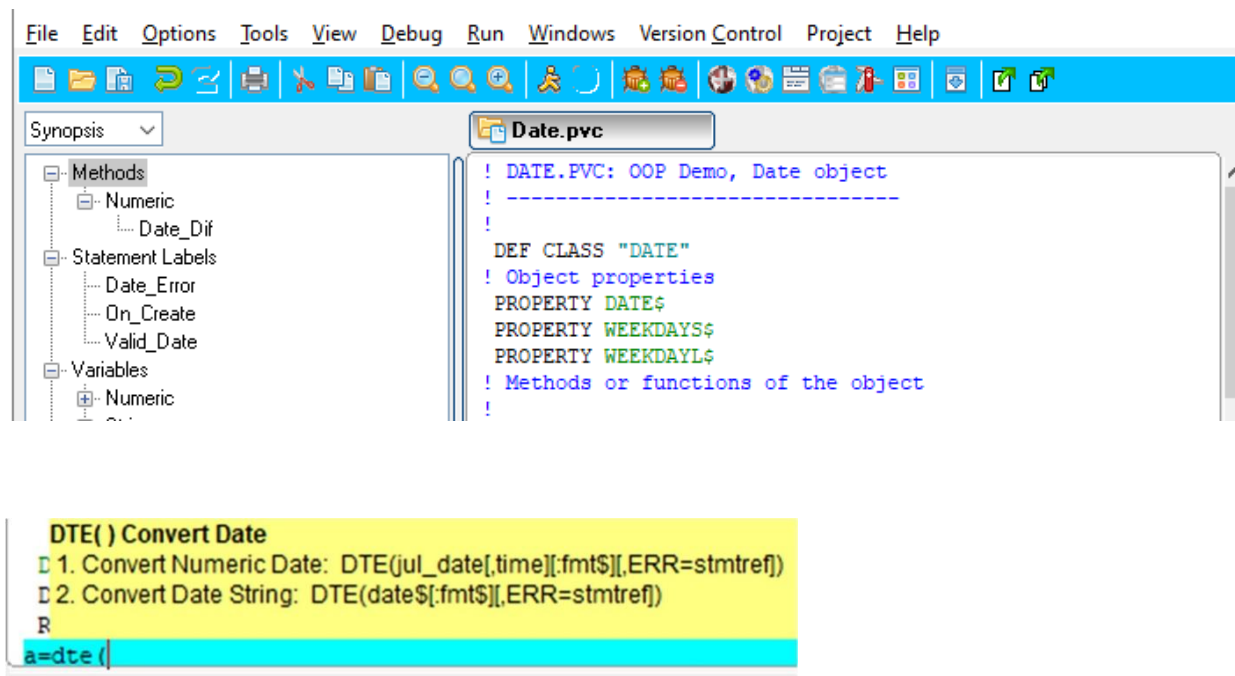 File Edit Options Tools View Debug Run Windows Version Control Project Help
Synopsis
Date.pvc
Methods
Numeric
Date_Dif
Statement Labels
Date_Error
On_Create
Valid_Date
Variables
Numeric
! DATE.PVC: OOP Demo, Date object
! --------------------------------
!
DEF CLASS "DATE"
! Object properties
PROPERTY DATE$
PROPERTY WEEKDAYS$
PROPERTY WEEKDAYL$
! Methods or functions of the object
!
DTE( ) Convert Date
D 1. Convert Numeric Date: DTE(jul_date[,time][:fmt$][,ERR=stmtref])
D 2. Convert Date String: DTE(date$[:fmt$][,ERR=stmtref])
R
a=dte(